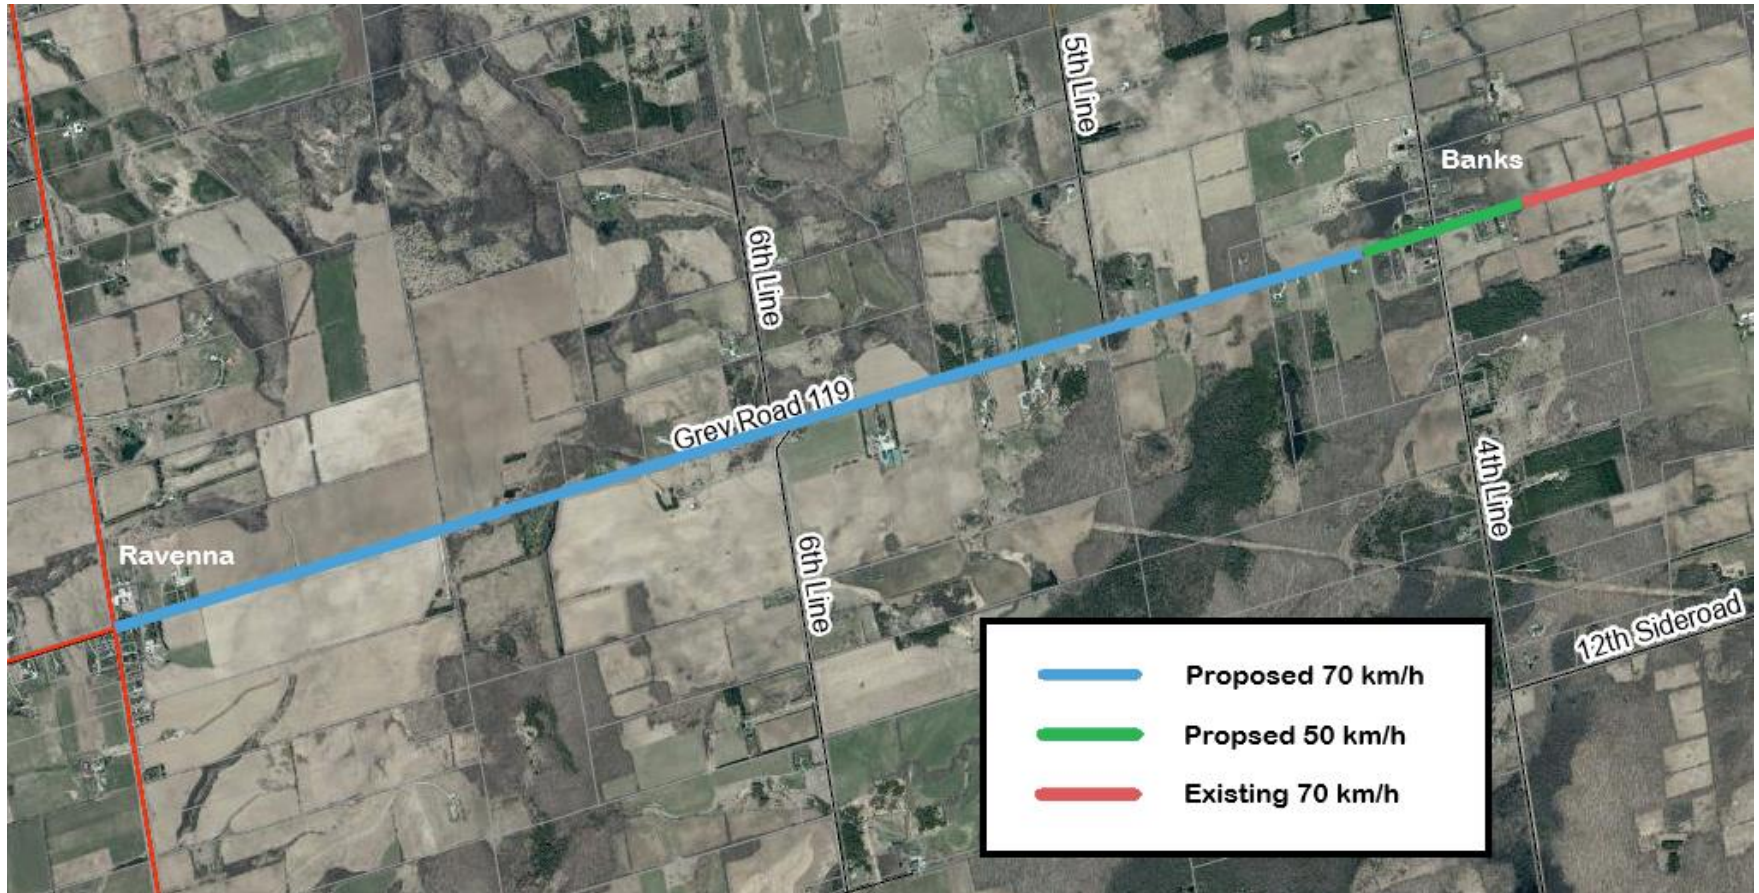 5th Line
Banks
6th Line
Grey Road 119
4th Line
Ravenna
6th Line
12th Sideroad
Proposed 70 km/h
Propsed 50 km/h
Existing 70 km/h